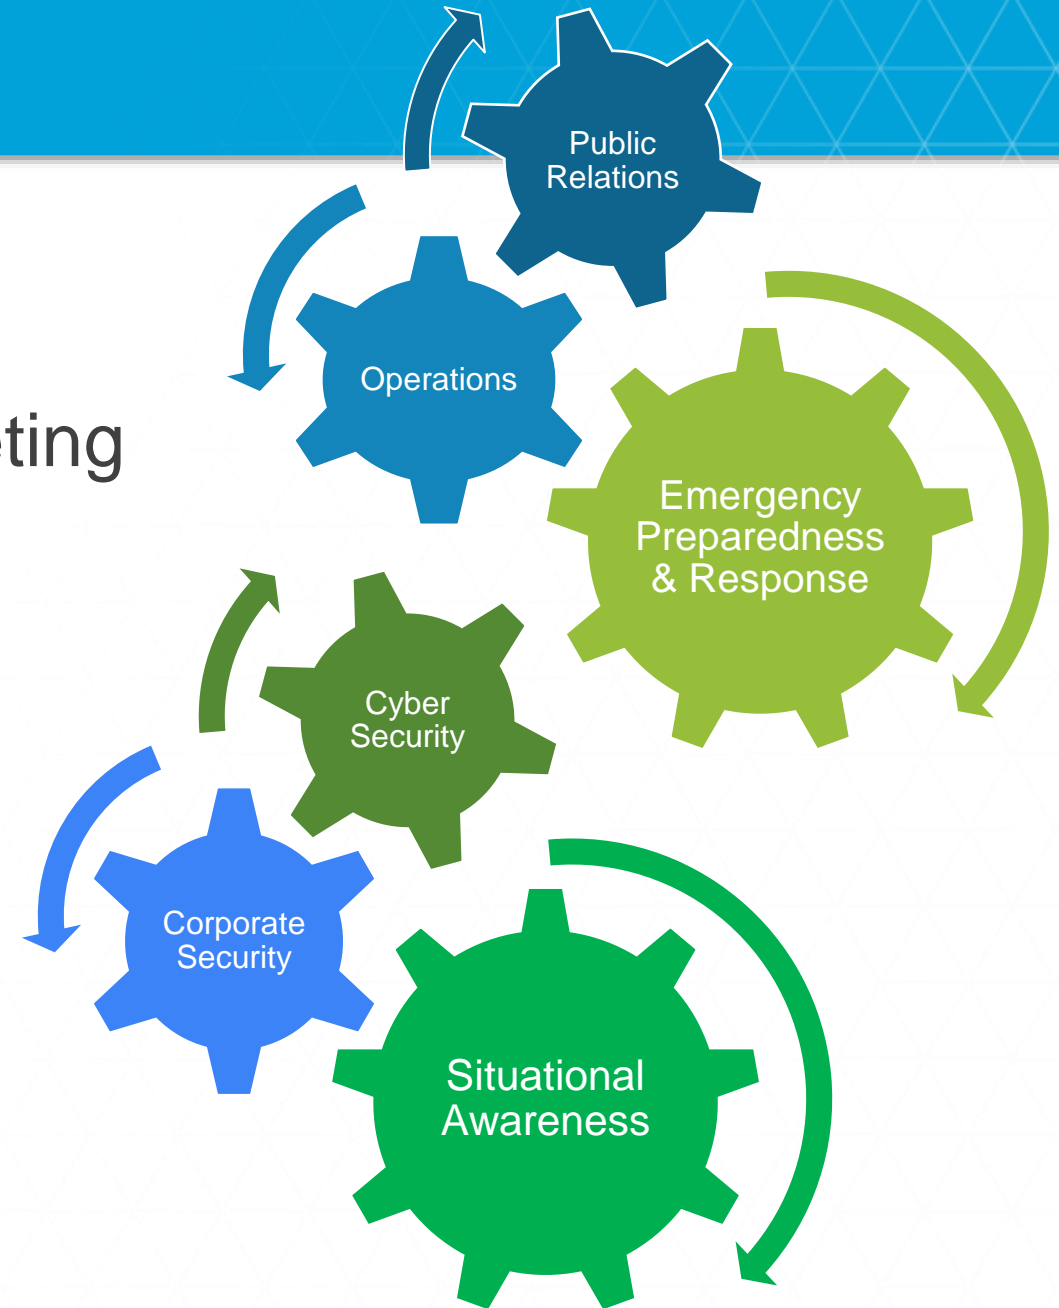 Public
Relations
Operations
eting
Emergency
Preparedness
& Response
Cyber
Security
Corporate
Security
Situational
Awareness